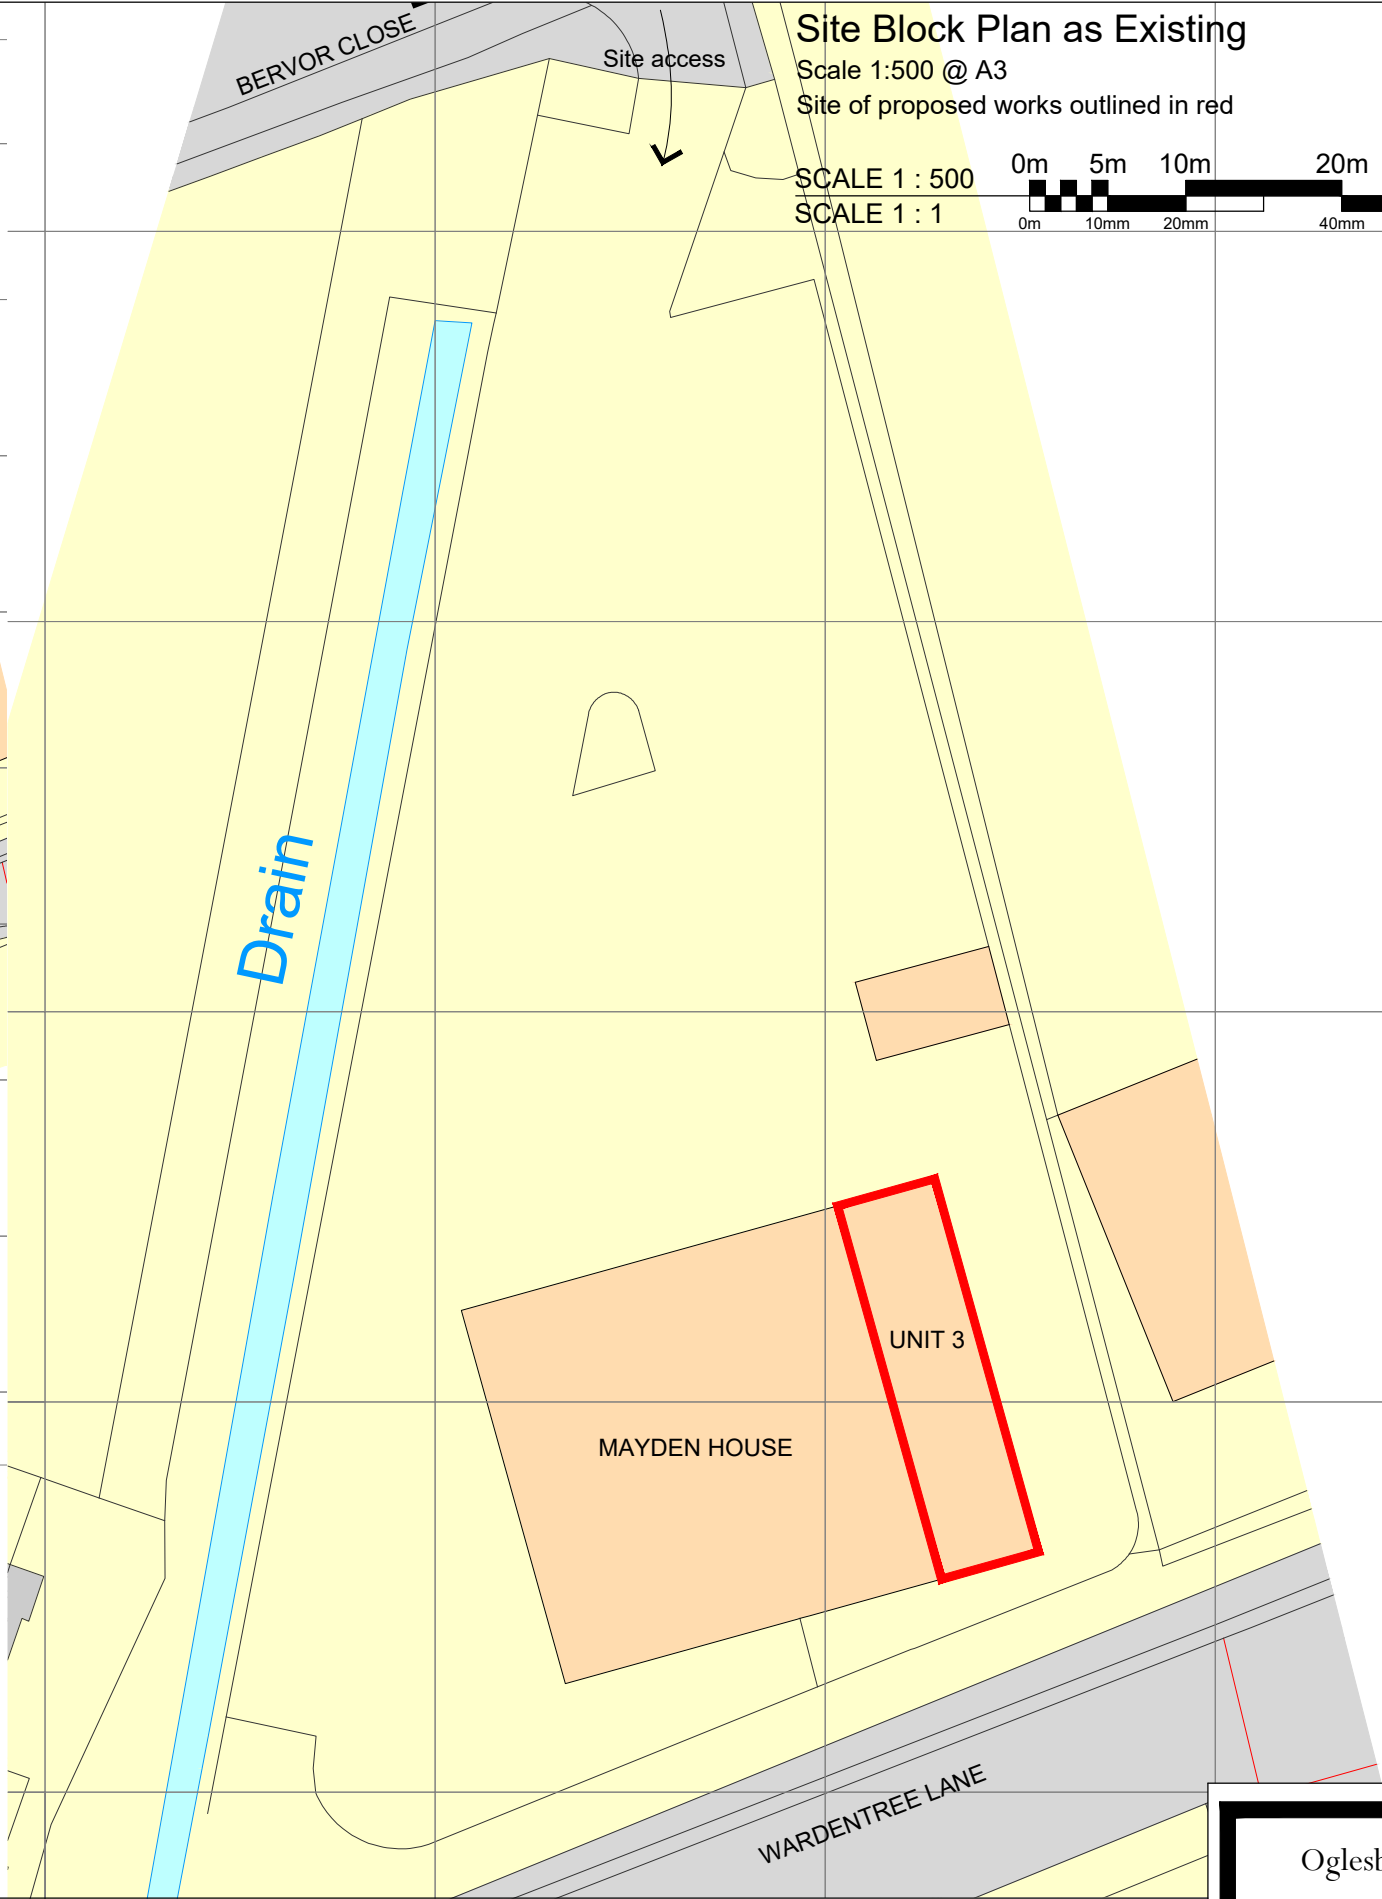 Site Block Plan as Existing
Scale 1:500 @ A3
Site of proposed works outlined in red
BERVOR CLOSE
Site access
SCALE 1 : 500
0m 5m 10m 20m
SCALE 1 : 1
0m 10mm 20mm 40mm
Drain
UNIT 3
MAYDEN HOUSE
WARDENTREE LANE